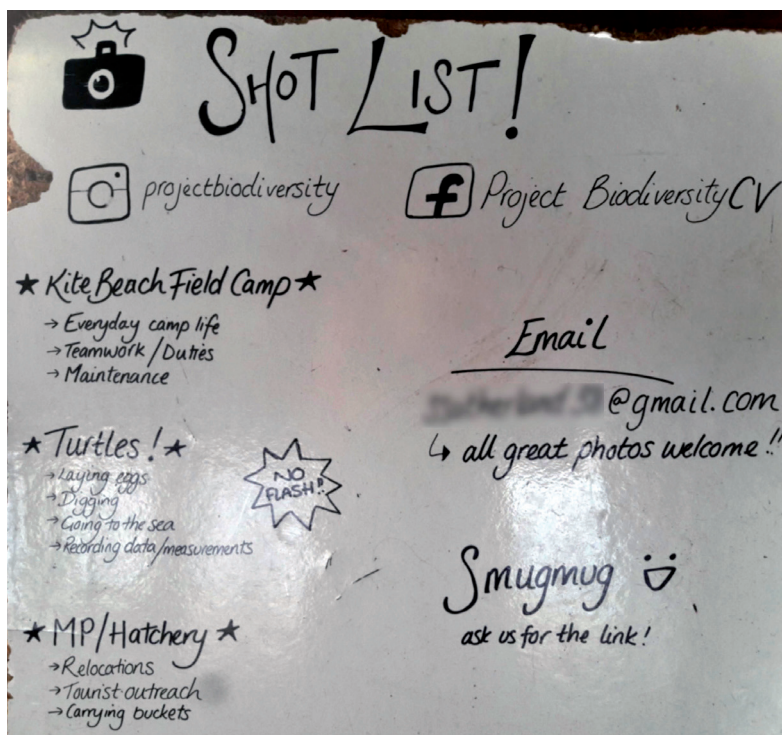 SHOT LIST!
projectbiodiversity
Project BiodiversityCV
★ Kite Beach Field Camp ★
→ Everyday camp life
→ Teamwork/Duties
→ Maintenance
★ Turtles! ★
→ Laying eggs
→ Digging
→ Going to the sea
→ Recording data/measurements
NO
FLASH!!
★ MP/Hatchery ★
→ Relocations
→ Tourist outreach
→ Carrying buckets
Email
@gmail.com
↳ all great photos welcome!!
Smugmug
ask us for the link!